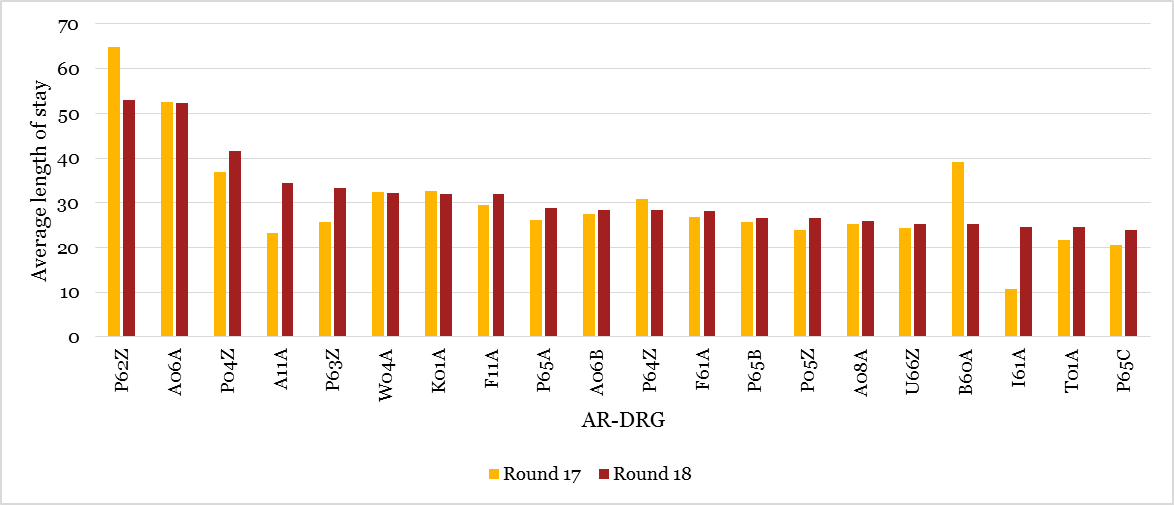 70
60
50
40
30
20
10
0
Average length of stay
P62Z
A06A
P04Z
A11A
P63Z
W04A
K01A
F11A
P65A
A06B
P64Z
F61A
P65B
P05Z
A08A
U66Z
B60A
I61A
T01A
P65C
AR-DRG
Round 17
Round 18